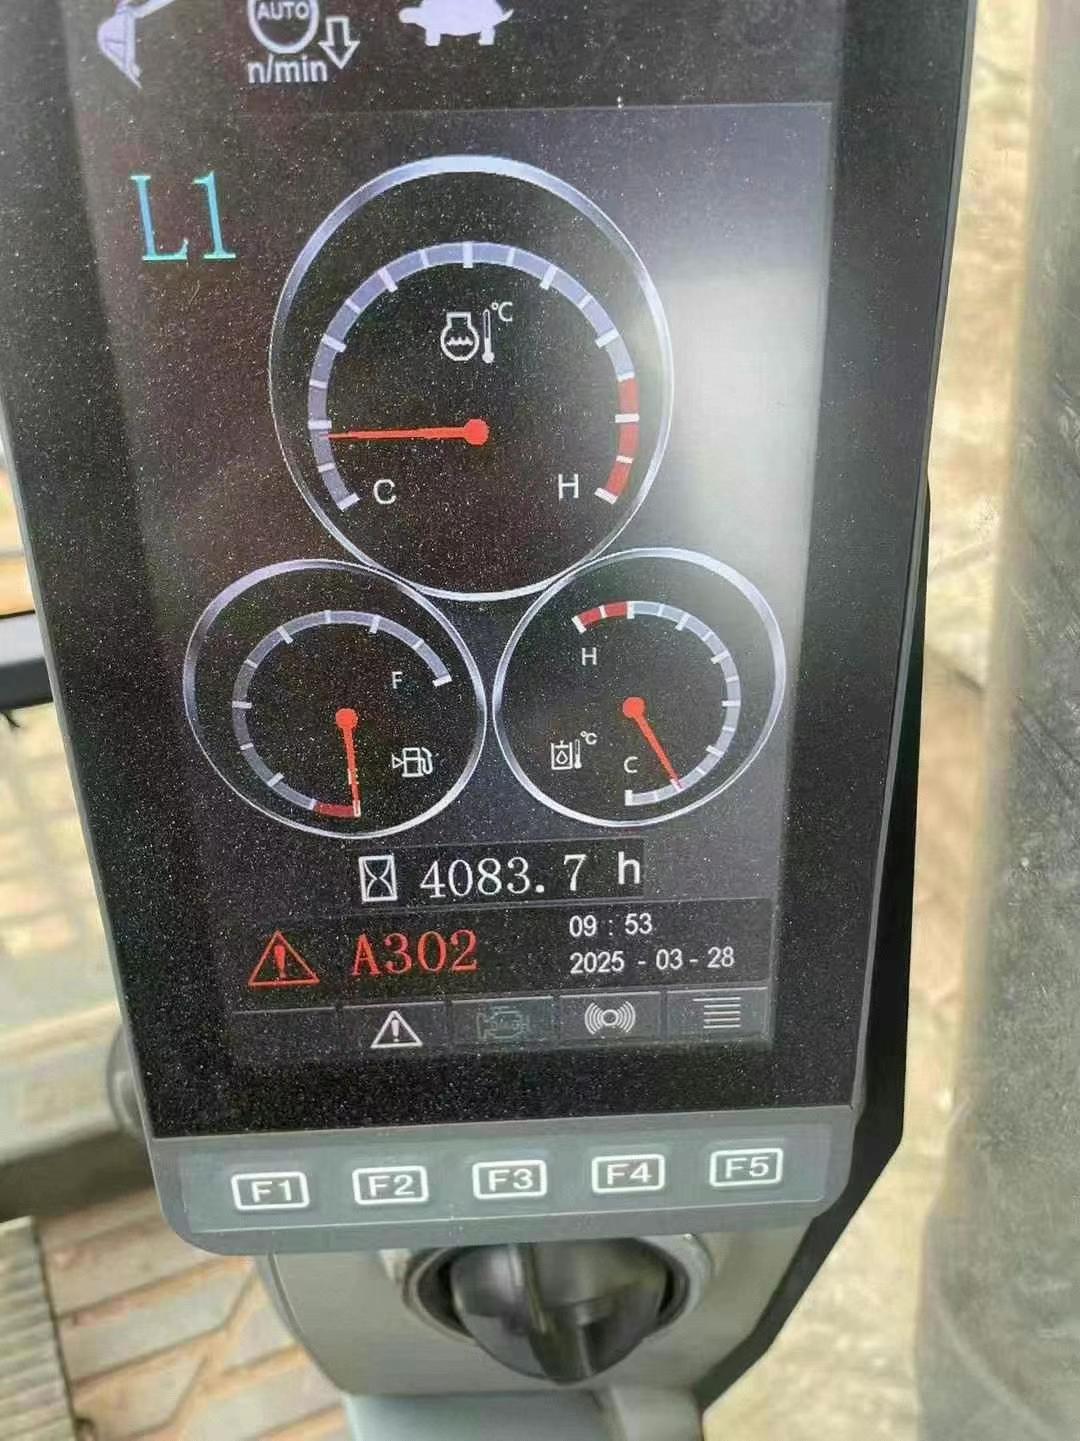 AUTO
n/min
L1
°C
C H
F
H
°C
C
4083.7 h
A302
09 : 53
2025 - 03 - 28
F1 F2 F3 F4 F5